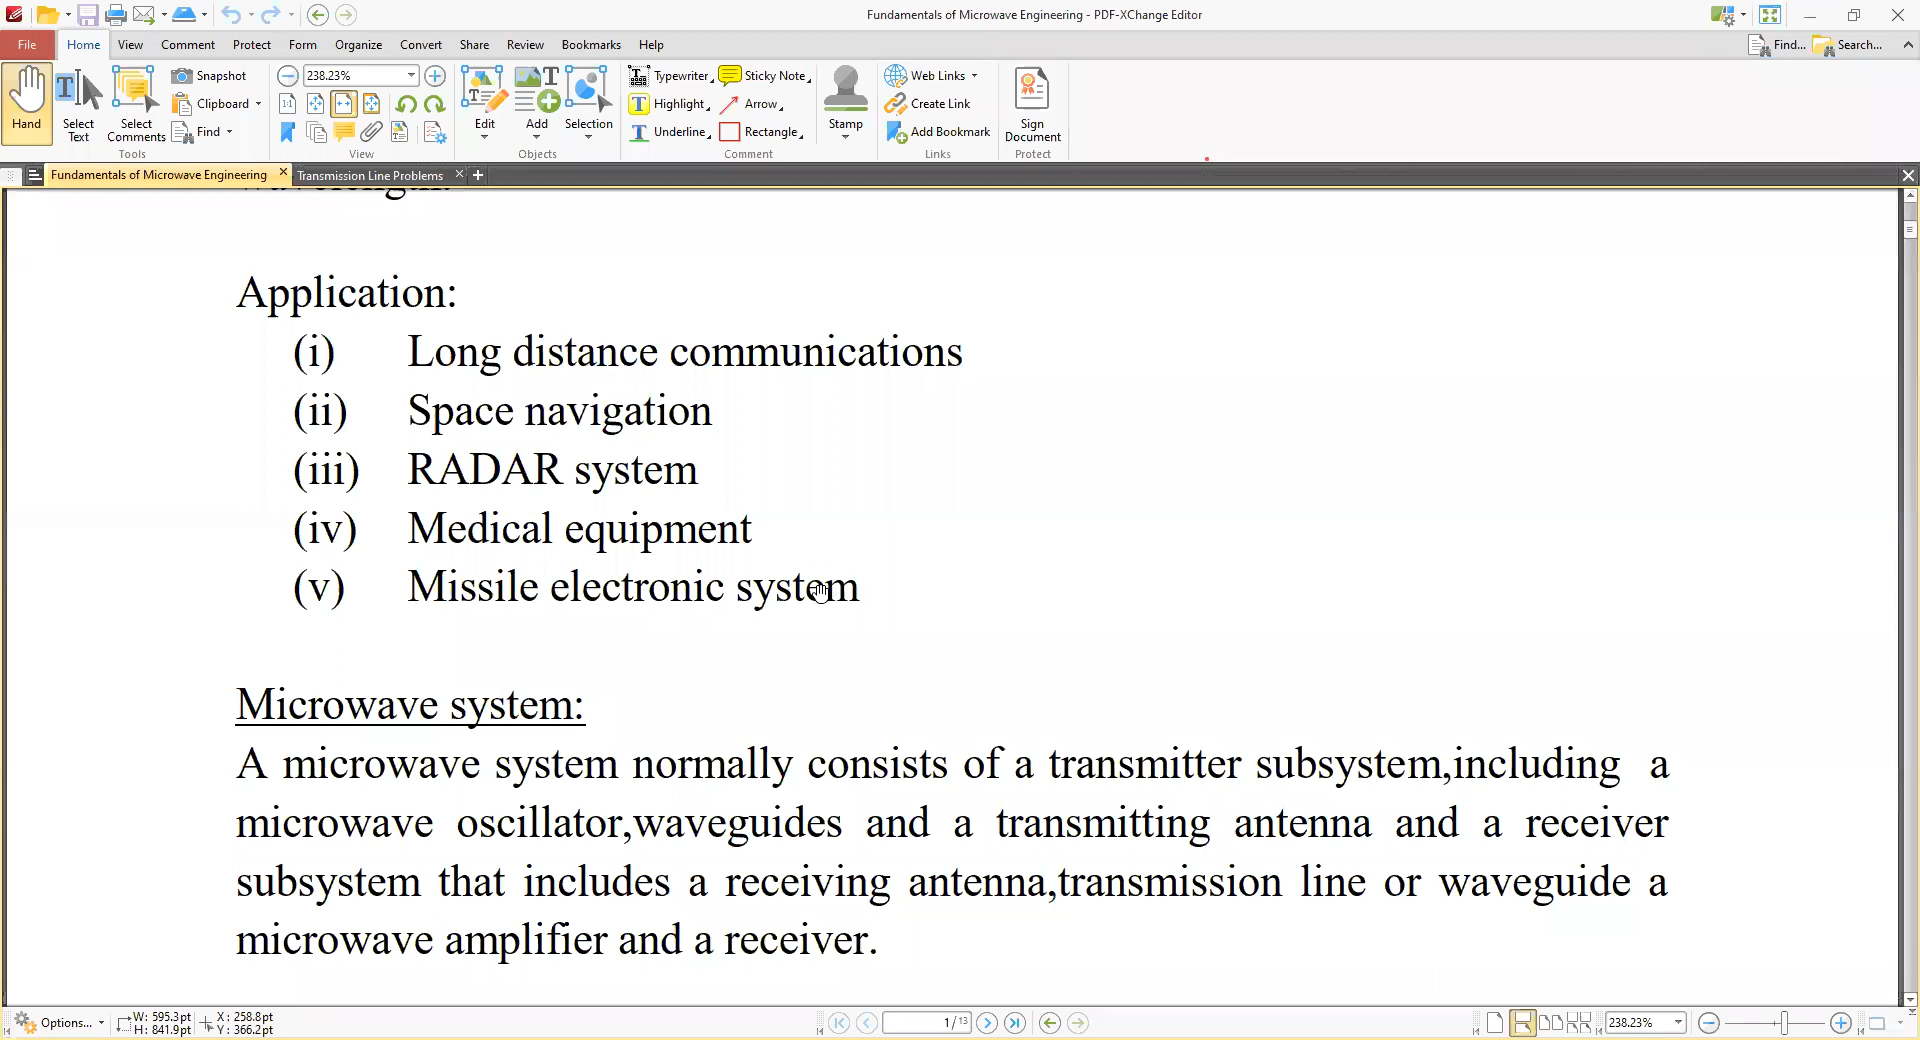 Fundamentals of Microwave Engineering - PDF-XChange Editor
File Home View Comment Protect Form Organize Convert Share Review Bookmarks Help Find... Search...
Hand
Select Text
Select Comments
Snapshot
Clipboard
Find
Tools
238.23%
View
Edit
Add
Selection
Objects
Typewriter Sticky Note
Highlight Arrow
Underline Rectangle
Stamp
Comment
Web Links
Create Link
Add Bookmark
Links
Sign Document
Protect
Fundamentals of Microwave Engineering Transmission Line Problems
Application:
(i) Long distance communications
(ii) Space navigation
(iii) RADAR system
(iv) Medical equipment
(v) Missile electronic system
Microwave system:
A microwave system normally consists of a transmitter subsystem,including a
microwave oscillator,waveguides and a transmitting antenna and a receiver
subsystem that includes a receiving antenna,transmission line or waveguide a
microwave amplifier and a receiver.
Options...
W: 595.3pt
H: 841.9pt
X: 258.8pt
Y: 366.2pt
1/13
238.23%